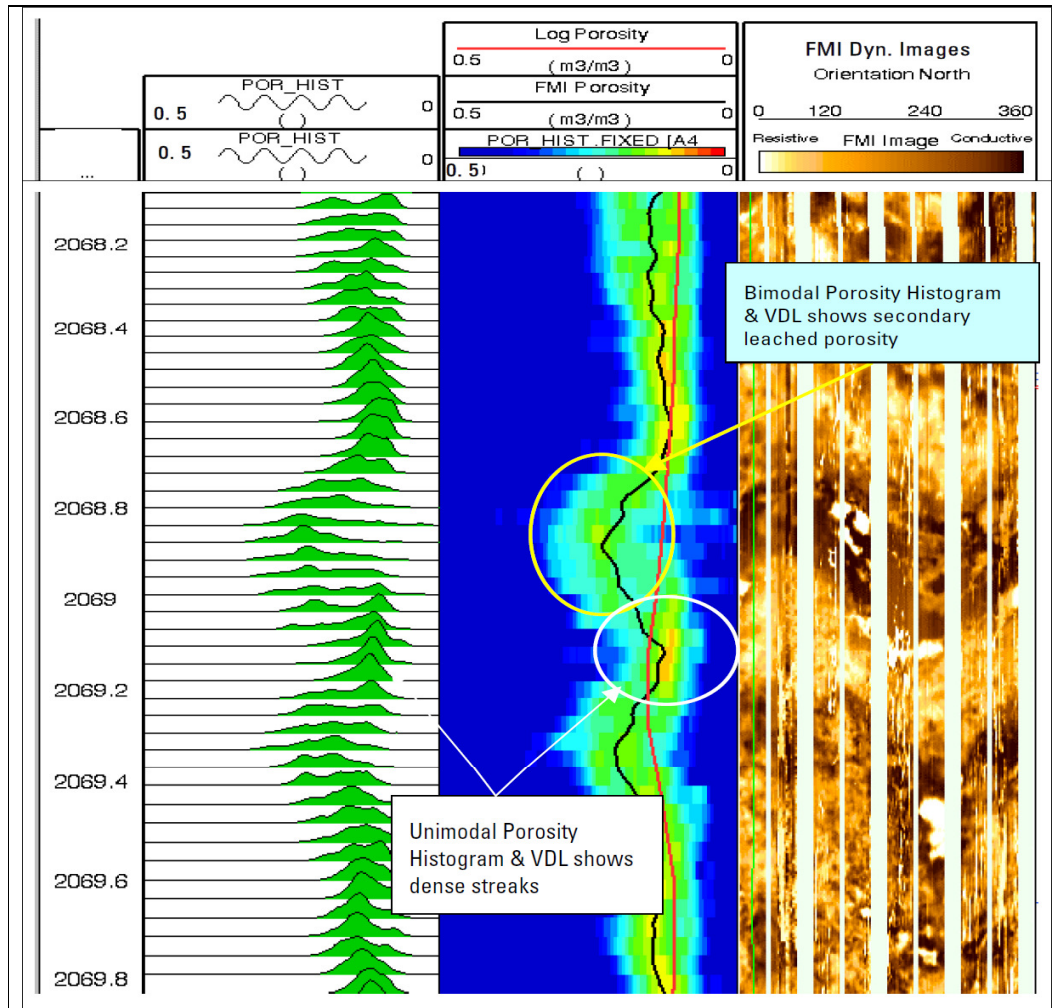 ...
POR_HIST
0.5 0
( )
POR_HIST
0.5 0
( )
Log Porosity
0.5 0
( m3/m3 )
FMI Porosity
0.5 0
( m3/m3 )
POR_HIST_FIXED [A4
0.5 0
( )
FMI Dyn. Images
Orientation North
0 120 240 360
Resistive FMI Image Conductive
2068.2
2068.4
2068.6
2068.8
2069
2069.2
2069.4
2069.6
2069.8
Bimodal Porosity Histogram
& VDL shows secondary
leached porosity
Unimodal Porosity
Histogram & VDL shows
dense streaks